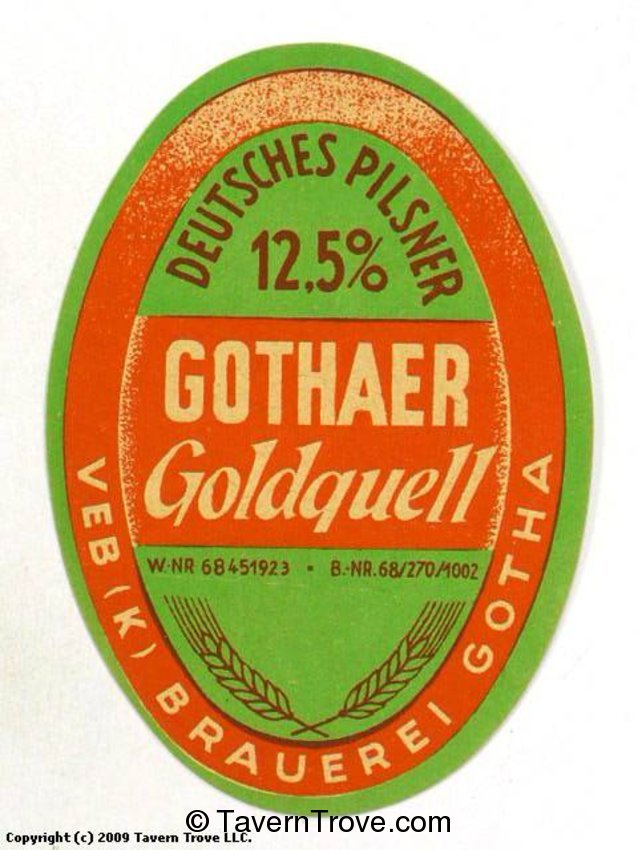 DEUTSCHES PILSNER
12,5%
GOTHAER
Goldquell
W.-NR 68451923 • B.-NR. 68/270/1002
VEB (K) BRAUEREI GOTHA
© TavernTrove.com
Copyright (c) 2009 Tavern Trove LLC.